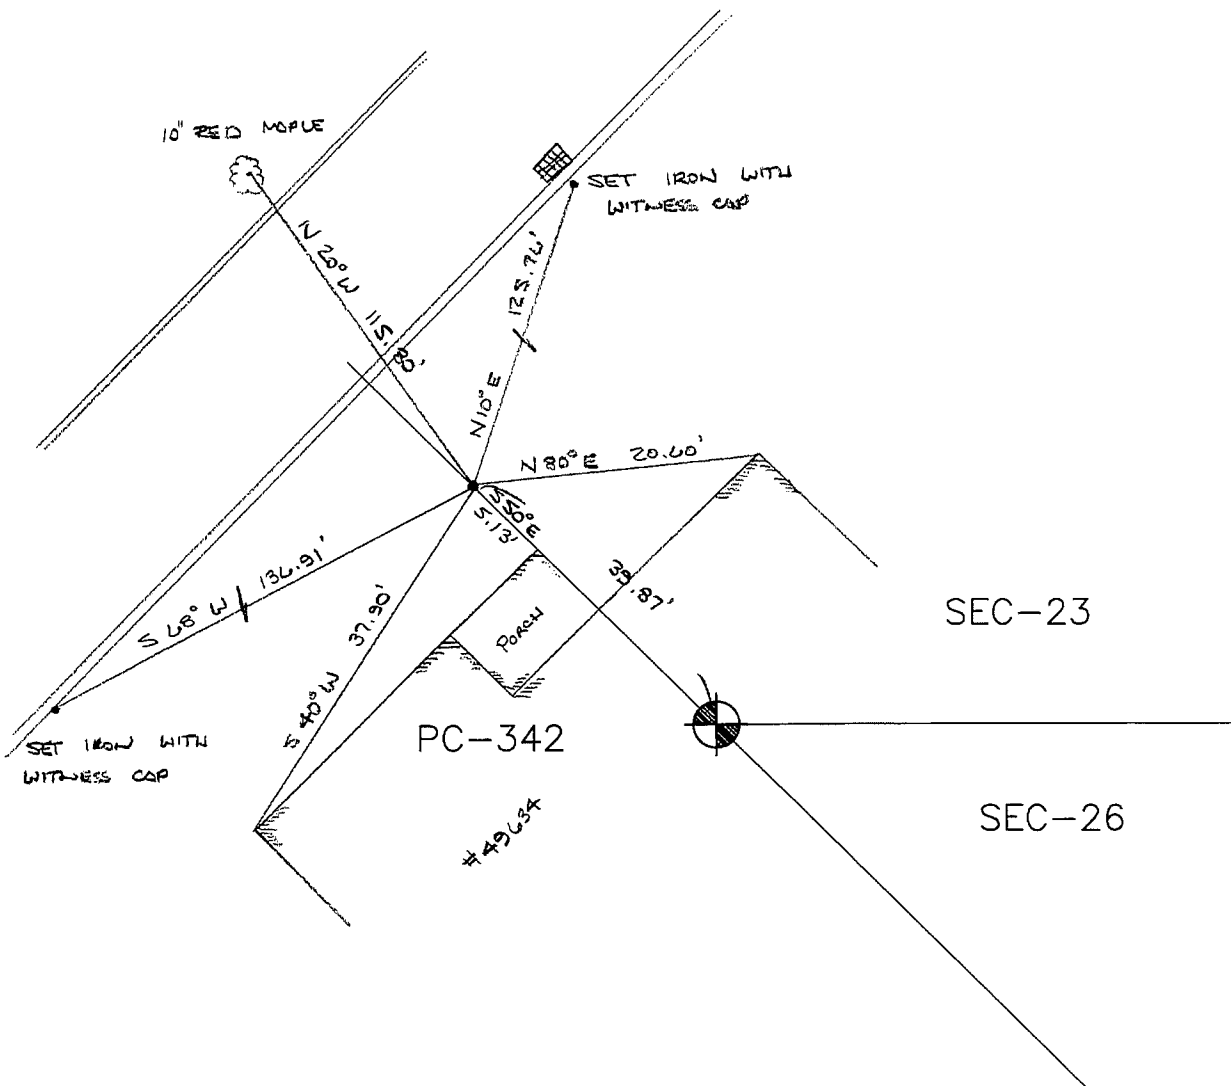 10" RED MAPLE
SET IRON WITH
WITNESS CAP
N 20° W 115.80'
N 10° E 125.76'
N 80° E 20.60'
S 50° E
5.13'
39.87'
S 68° W 136.91'
S 40° W 37.90'
PORCH
SEC-23
PC-342
SET IRON WITH
WITNESS CAP
#49634
SEC-26